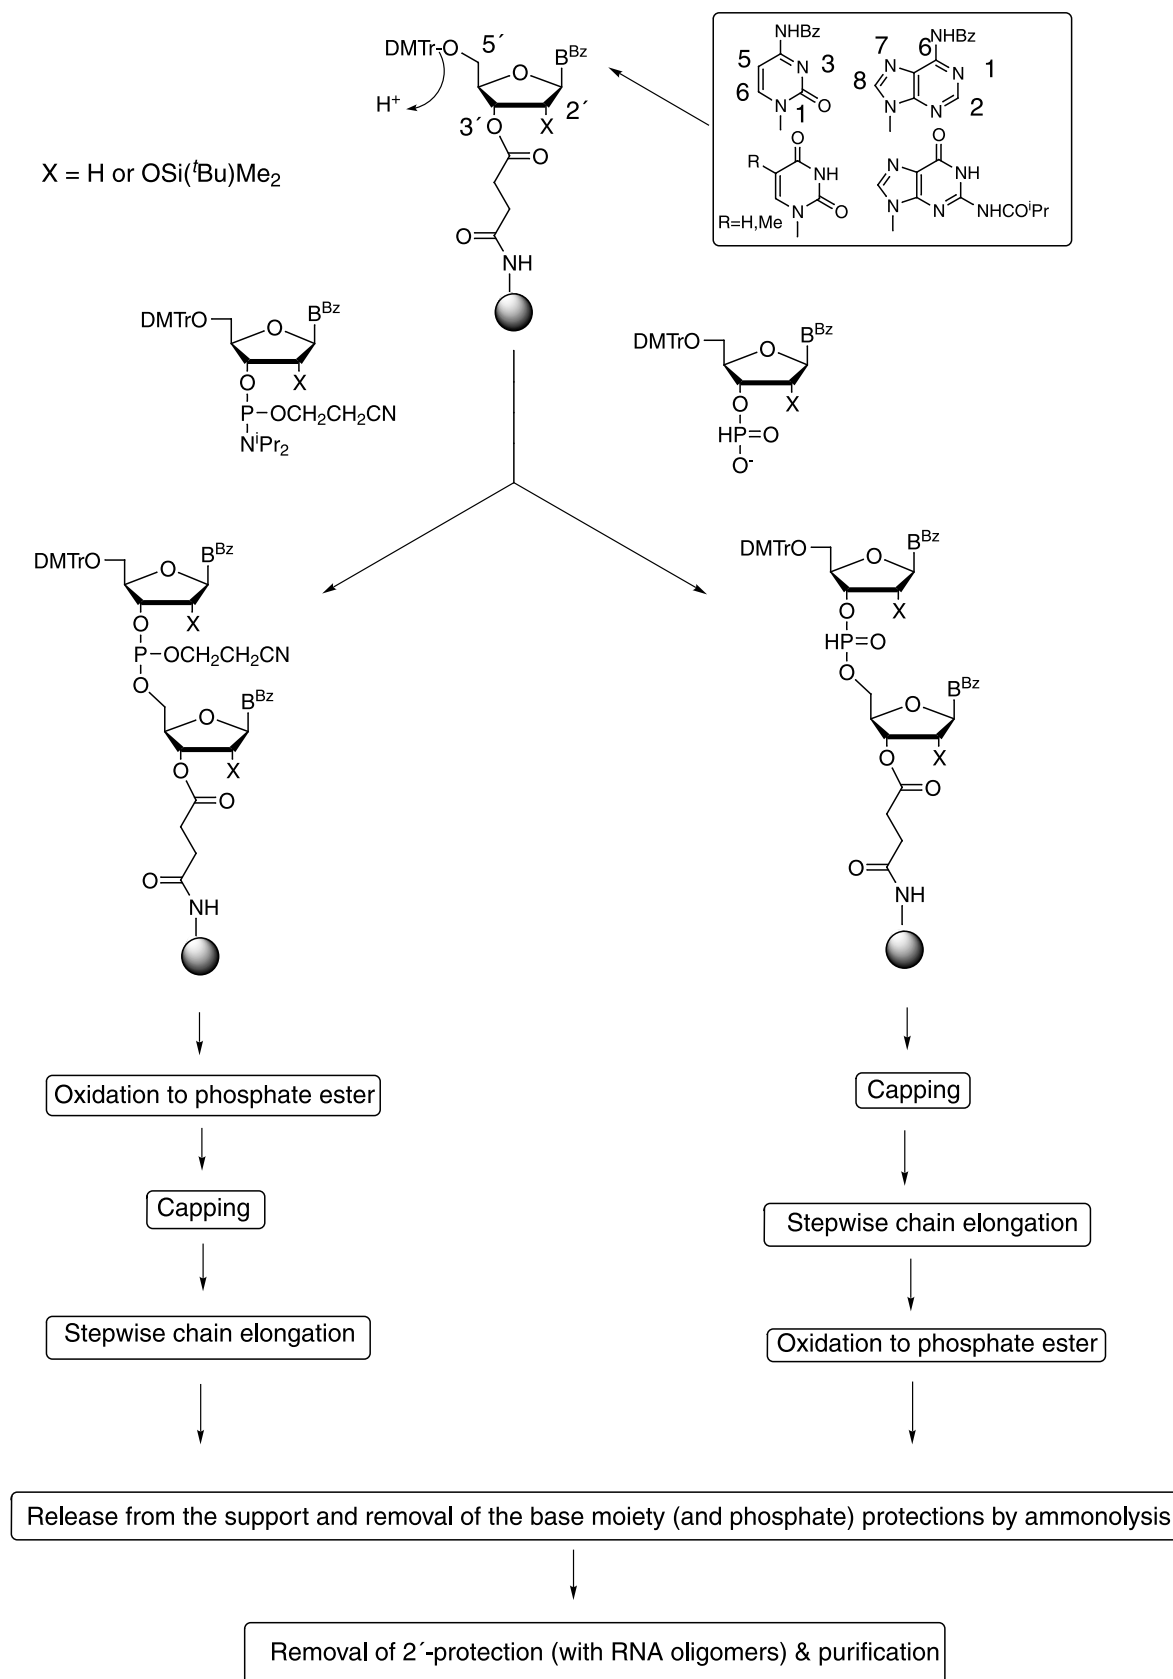 DMTr-O 5´ B^Bz
H⁺
3´ O X 2´
O
O
NH
X = H or OSi(ᵗBu)Me₂
NHBz
5 N 3
6 N O
1
NHBz
7 N 6 N 1
8 N N 2
O
R NH
N O
R=H,Me
O
N NH
N N NHCOⁱPr
DMTrO O B^Bz
O X
P–OCH₂CH₂CN
NⁱPr₂
DMTrO O B^Bz
O X
HP=O
O⁻
DMTrO O B^Bz
O X
P–OCH₂CH₂CN
O O B^Bz
O X
O
O
NH
DMTrO O B^Bz
O X
HP=O
O O B^Bz
O X
O
O
NH
Oxidation to phosphate ester
Capping
Stepwise chain elongation
Capping
Stepwise chain elongation
Oxidation to phosphate ester
Release from the support and removal of the base moiety (and phosphate) protections by ammonolysis
Removal of 2´-protection (with RNA oligomers) & purification